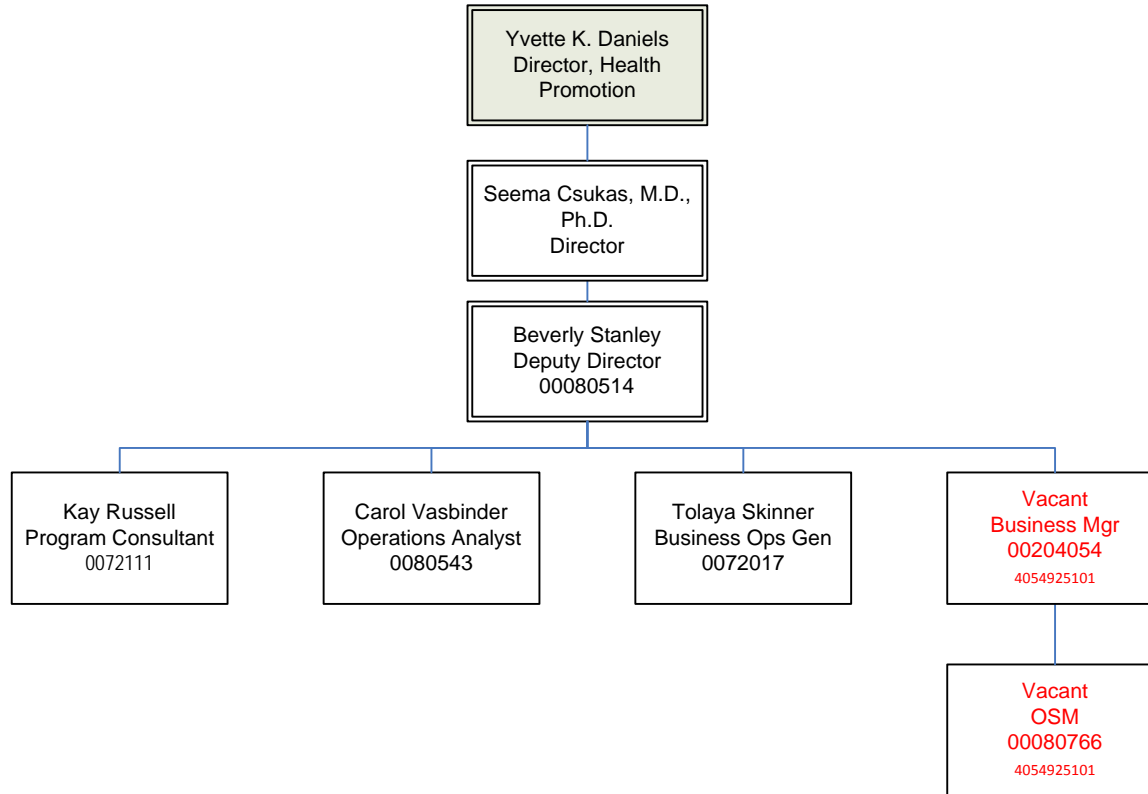 Yvette K. Daniels
Director, Health
Promotion
Seema Csukas, M.D.,
Ph.D.
Director
Beverly Stanley
Deputy Director
00080514
Kay Russell
Program Consultant
0072111
Carol Vasbinder
Operations Analyst
0080543
Tolaya Skinner
Business Ops Gen
0072017
Vacant
Business Mgr
00204054
4054925101
Vacant
OSM
00080766
4054925101